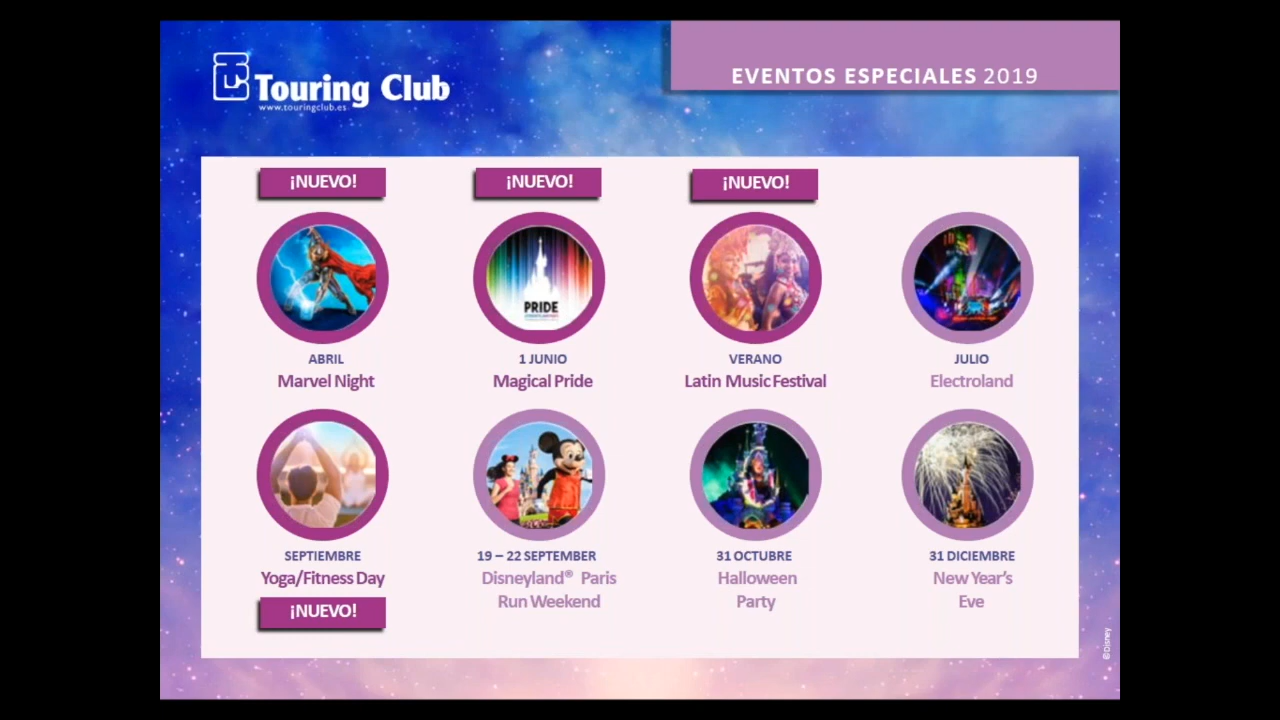 Touring Club
www.touringclub.es
EVENTOS ESPECIALES 2019
¡NUEVO!
¡NUEVO!
¡NUEVO!
PRIDE
ABRIL
Marvel Night
1 JUNIO
Magical Pride
VERANO
Latin Music Festival
JULIO
Electroland
SEPTIEMBRE
Yoga/Fitness Day
¡NUEVO!
19 – 22 SEPTEMBER
Disneyland® Paris
Run Weekend
31 OCTUBRE
Halloween
Party
31 DICIEMBRE
New Year's
Eve
@Disney